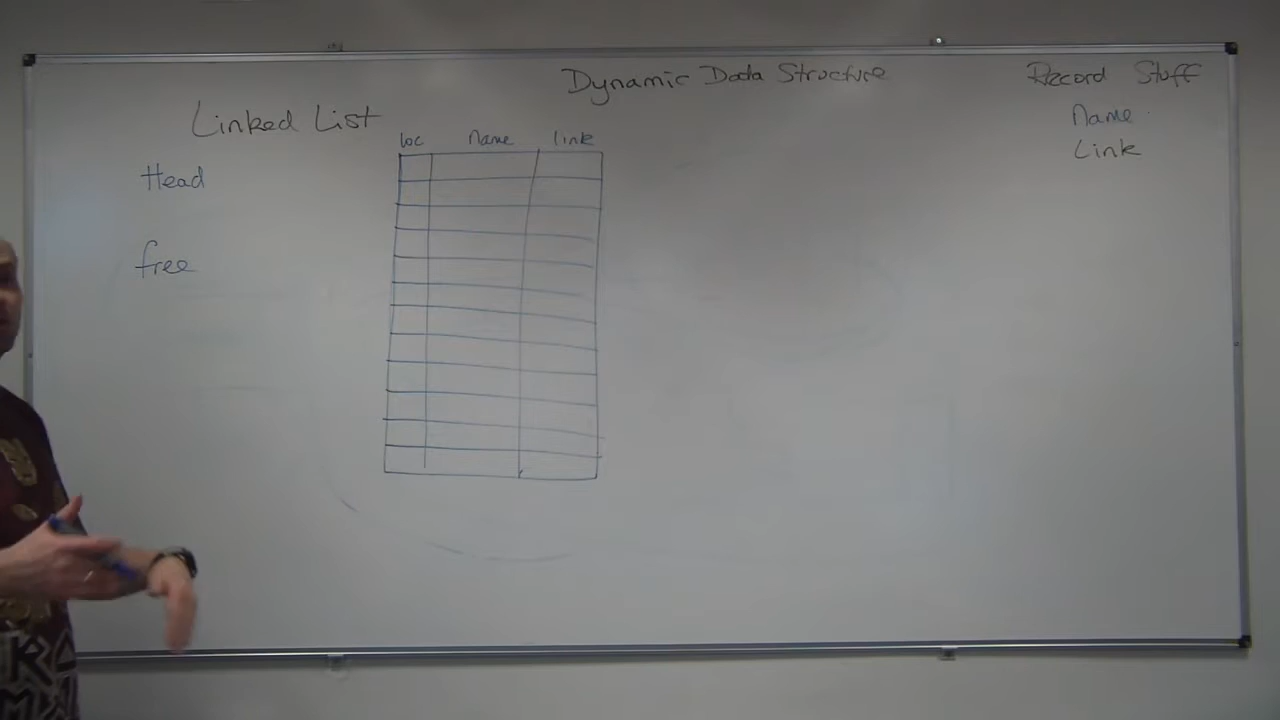 Dynamic Data Structure
Record Stuff
Name
Link
Linked List
Head
free
loc Name link